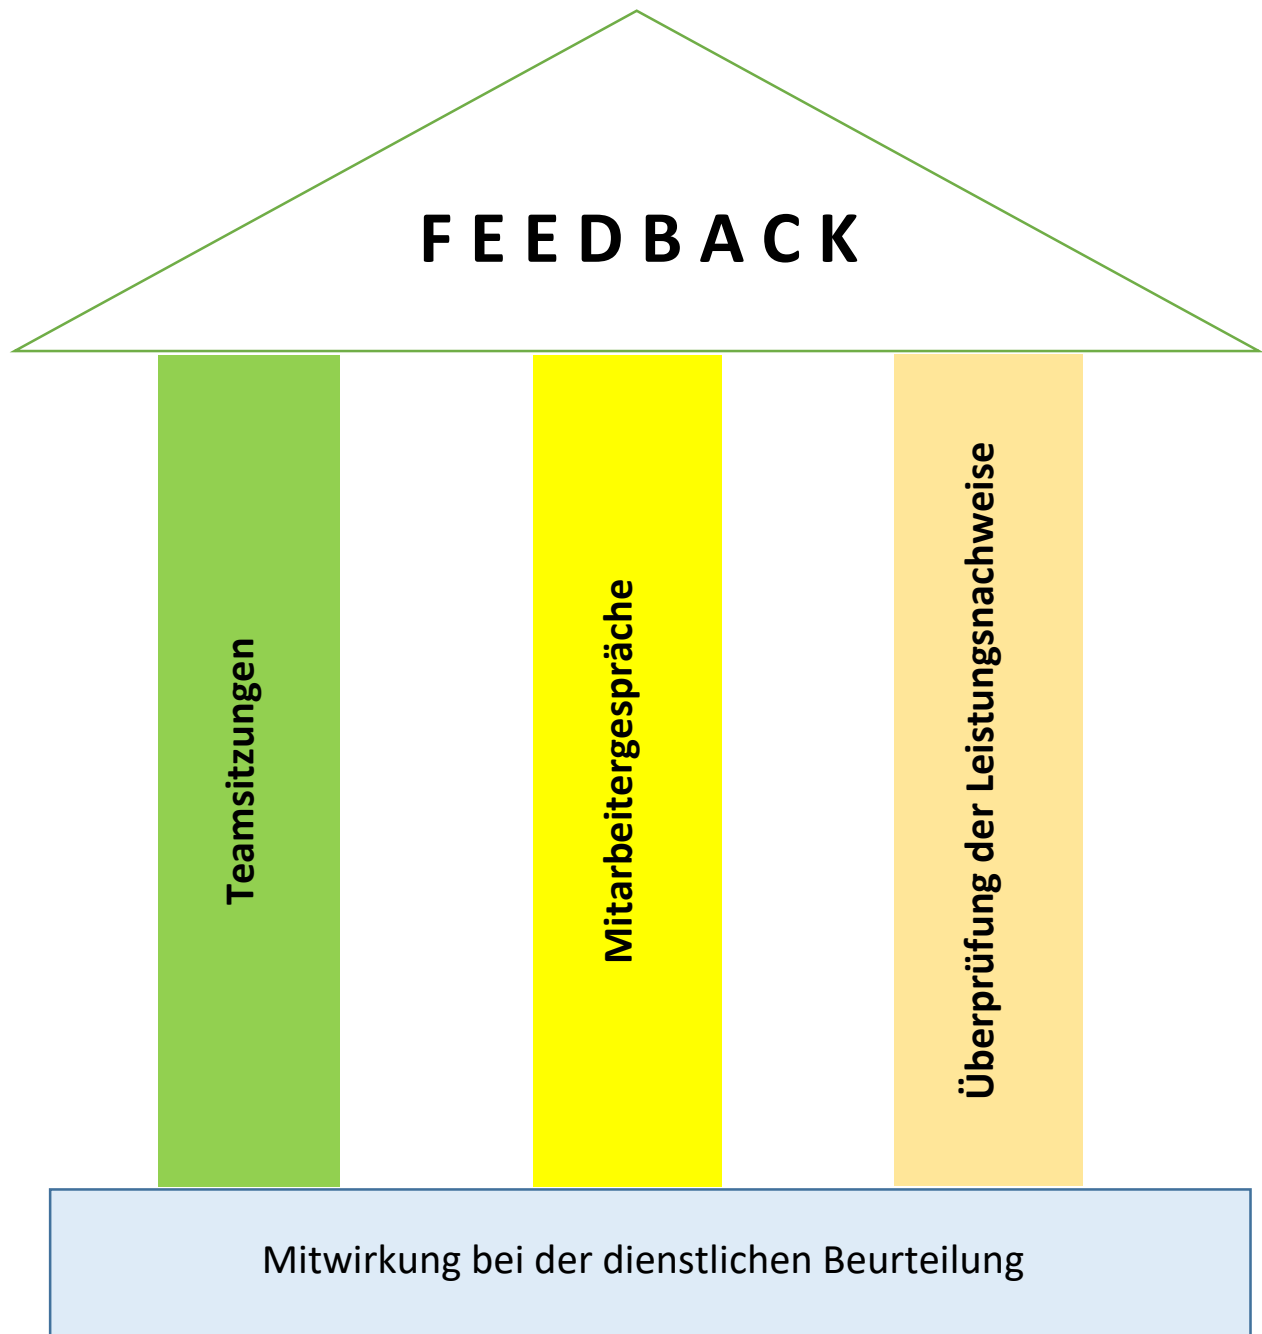 FEEDBACK
Teamsitzungen
Mitarbeitergespräche
Überprüfung der Leistungsnachweise
Mitwirkung bei der dienstlichen Beurteilung